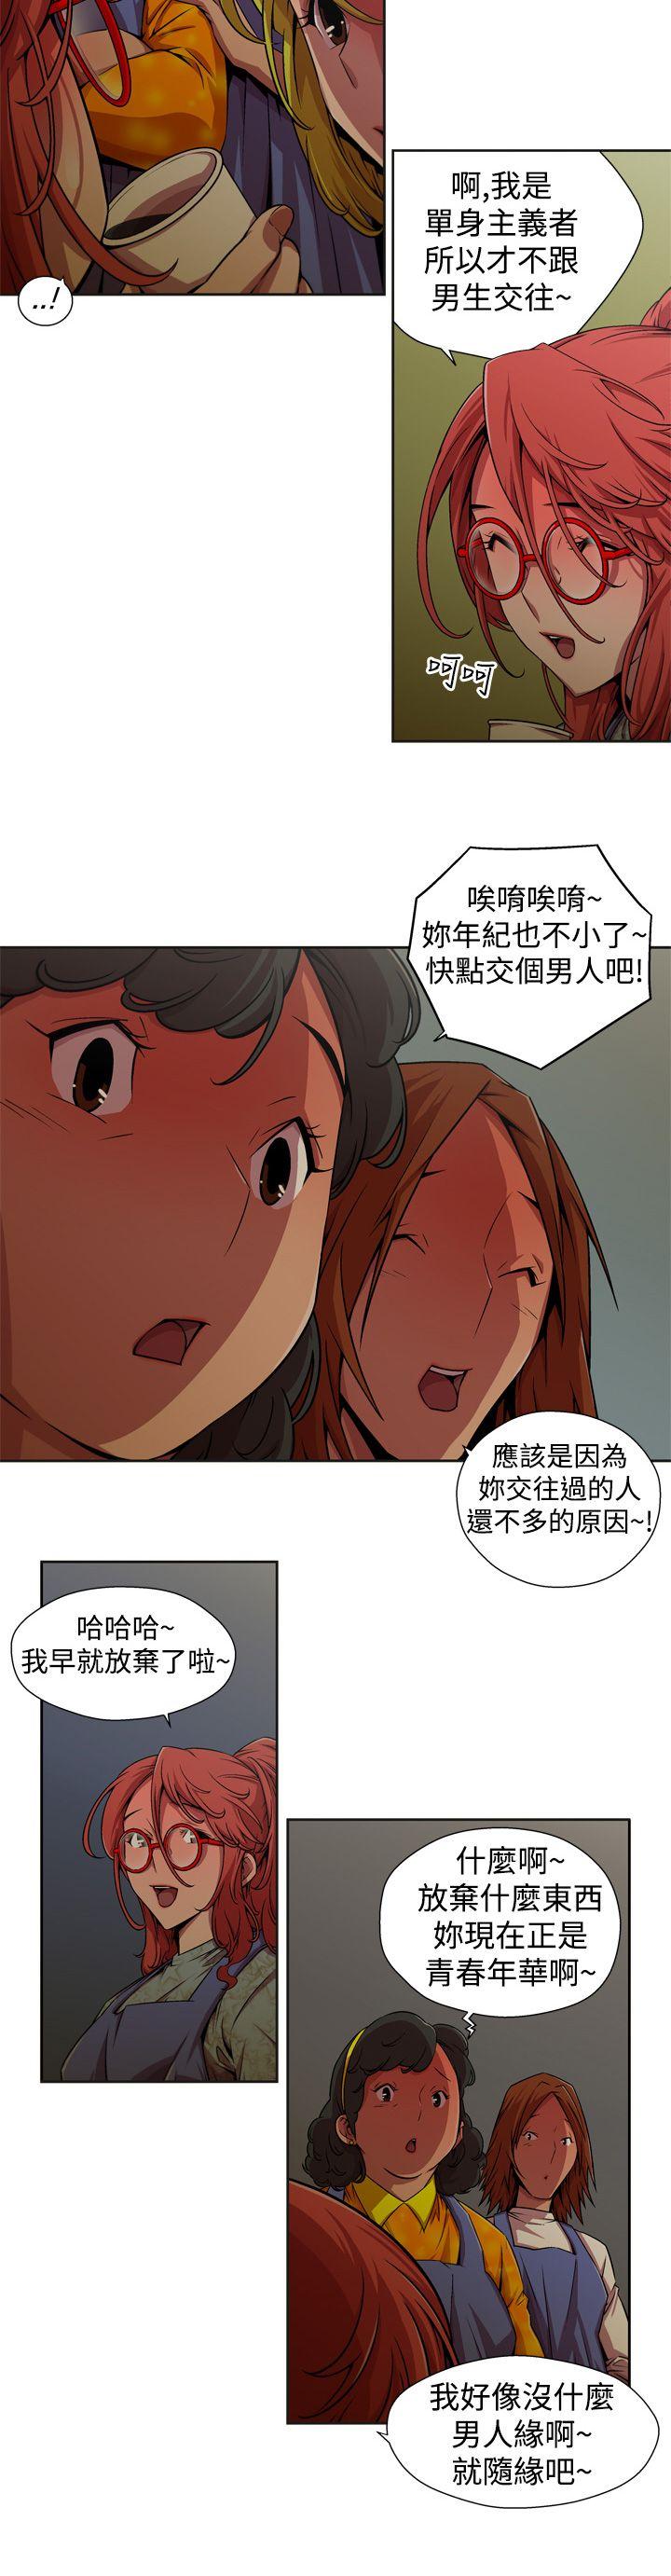 ..!
啊,我是
單身主義者
所以才不跟
男生交往~
呵呵
唉唷唉唷~
妳年紀也不小了~
快點交個男人吧!
應該是因為
妳交往過的人
還不多的原因~!
哈哈哈~
我早就放棄了啦~
什麼啊~
放棄什麼東西
妳現在正是
青春年華啊~
我好像沒什麼
男人緣啊~
就隨緣吧~